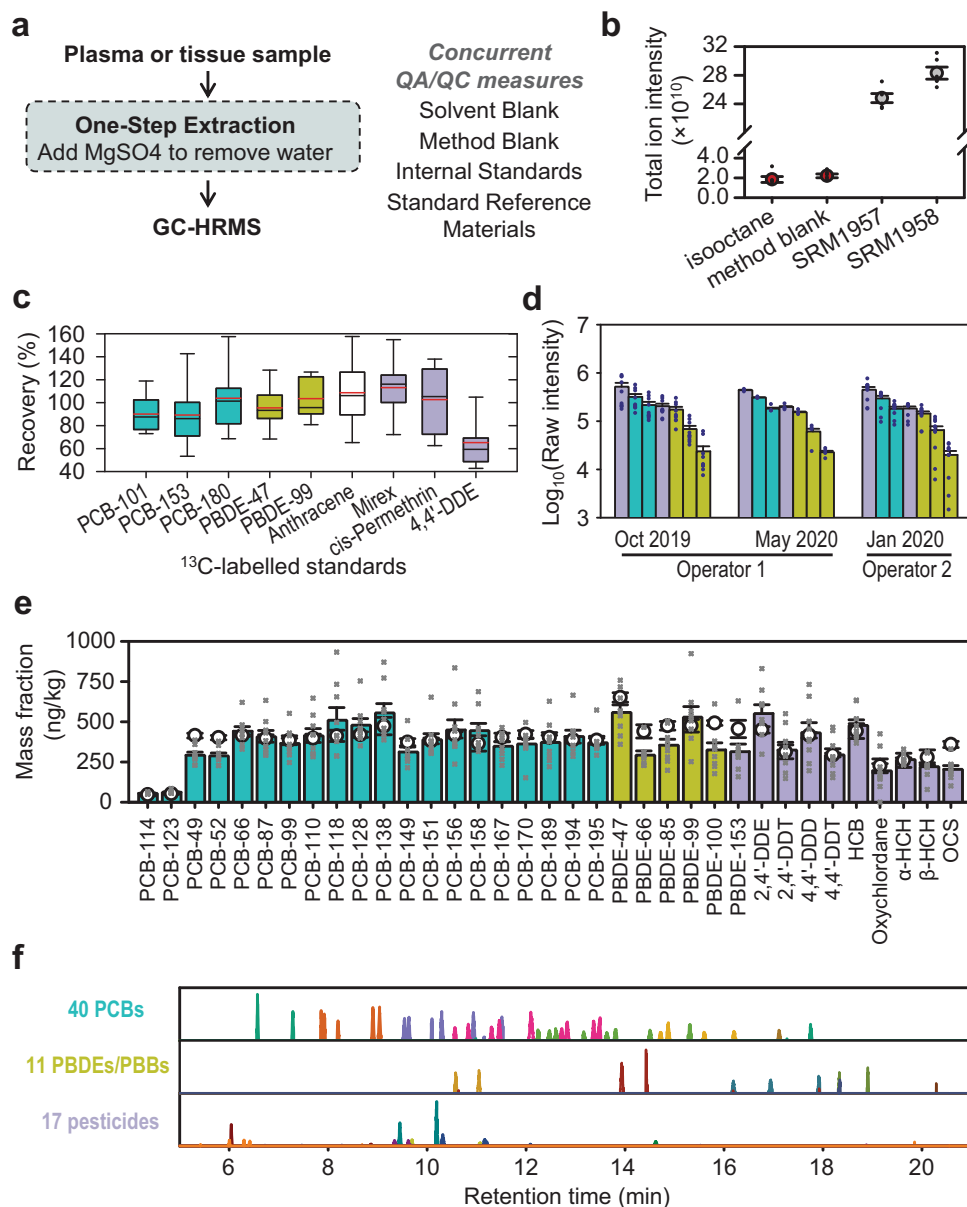 a
Plasma or tissue sample
One-Step Extraction
Add MgSO4 to remove water
GC-HRMS
Concurrent
QA/QC measures
Solvent Blank
Method Blank
Internal Standards
Standard Reference
Materials
b
Total ion intensity
(×10¹⁰)
32
28
24
4.0
2.0
0.0
isooctane
method blank
SRM1957
SRM1958
c
Recovery (%)
160
140
120
100
80
60
40
PCB-101
PCB-153
PCB-180
PBDE-47
PBDE-99
Anthracene
Mirex
cis-Permethrin
4,4'-DDE
¹³C-labelled standards
d
Log₁₀(Raw intensity)
7
6
5
4
3
Oct 2019
May 2020
Jan 2020
Operator 1
Operator 2
e
Mass fraction
(ng/kg)
1000
750
500
250
0
PCB-114
PCB-123
PCB-49
PCB-52
PCB-66
PCB-87
PCB-99
PCB-110
PCB-118
PCB-128
PCB-138
PCB-149
PCB-151
PCB-156
PCB-158
PCB-167
PCB-170
PCB-189
PCB-194
PCB-195
PBDE-47
PBDE-66
PBDE-85
PBDE-99
PBDE-100
PBDE-153
2,4'-DDE
2,4'-DDT
4,4'-DDD
4,4'-DDT
HCB
Oxychlordane
α-HCH
β-HCH
OCS
f
40 PCBs
11 PBDEs/PBBs
17 pesticides
6
8
10
12
14
16
18
20
Retention time (min)